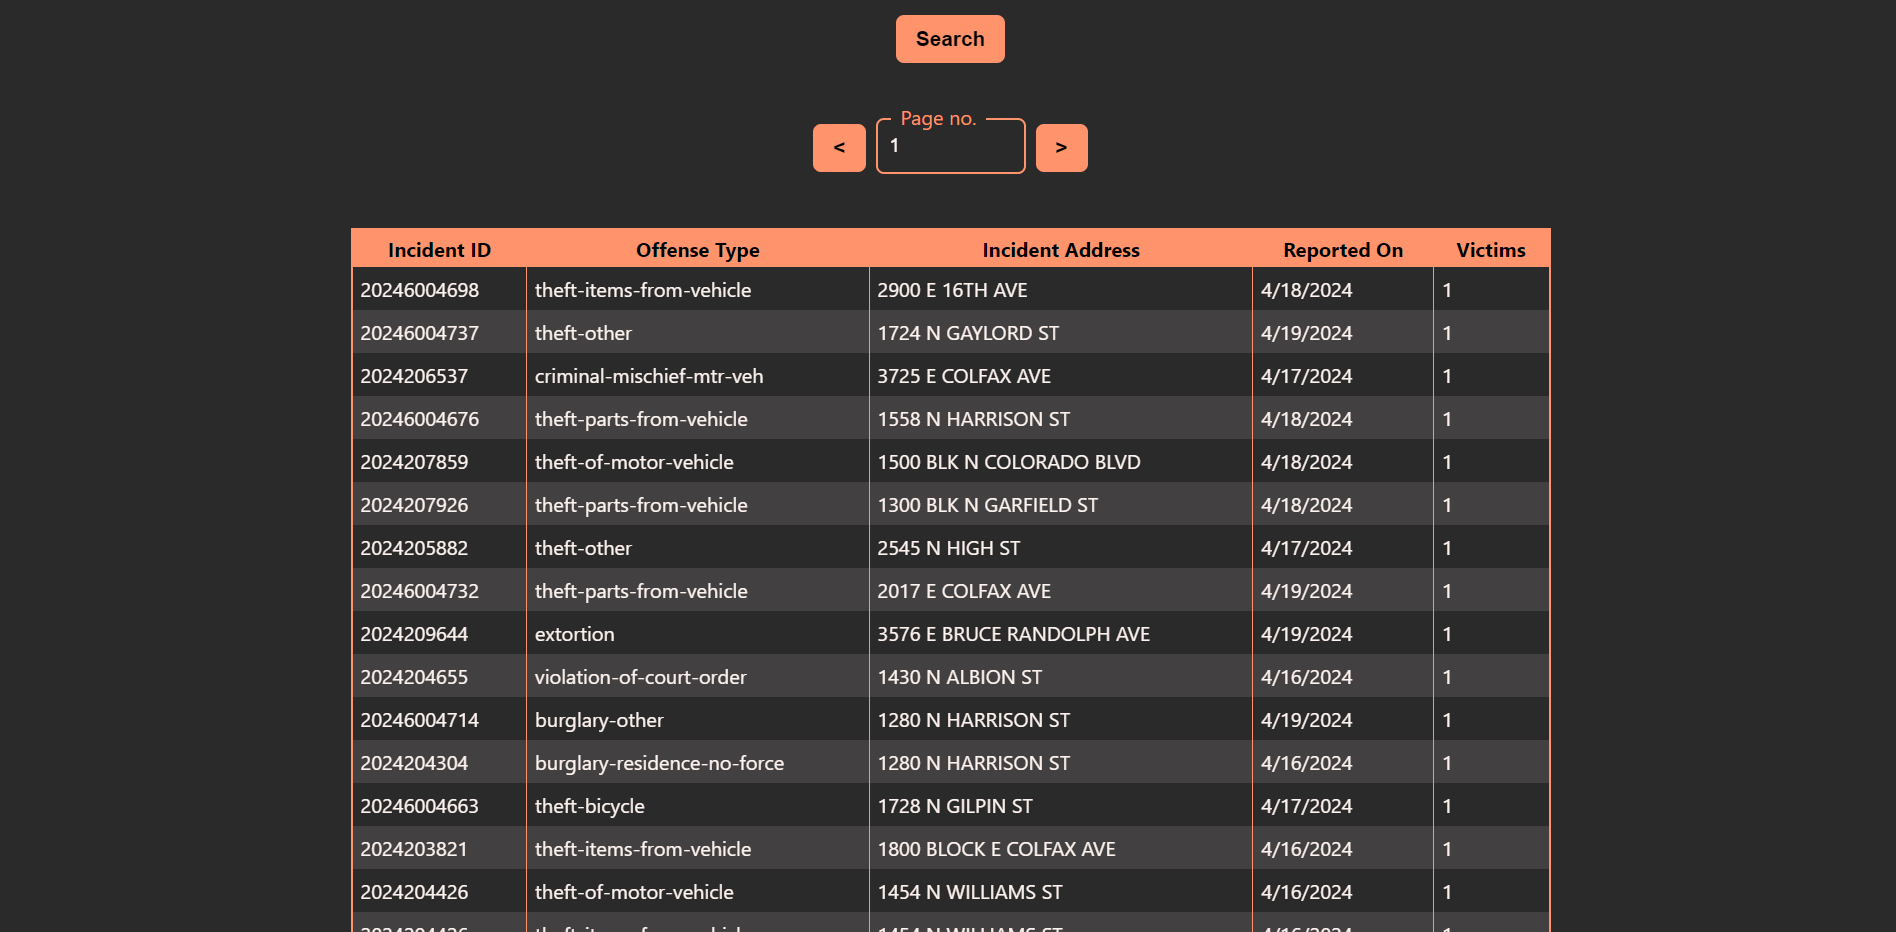 Search
Page no.
< 1 >
Incident ID Offense Type Incident Address Reported On Victims
20246004698 theft-items-from-vehicle 2900 E 16TH AVE 4/18/2024 1
20246004737 theft-other 1724 N GAYLORD ST 4/19/2024 1
2024206537 criminal-mischief-mtr-veh 3725 E COLFAX AVE 4/17/2024 1
20246004676 theft-parts-from-vehicle 1558 N HARRISON ST 4/18/2024 1
2024207859 theft-of-motor-vehicle 1500 BLK N COLORADO BLVD 4/18/2024 1
2024207926 theft-parts-from-vehicle 1300 BLK N GARFIELD ST 4/18/2024 1
2024205882 theft-other 2545 N HIGH ST 4/17/2024 1
20246004732 theft-parts-from-vehicle 2017 E COLFAX AVE 4/19/2024 1
2024209644 extortion 3576 E BRUCE RANDOLPH AVE 4/19/2024 1
2024204655 violation-of-court-order 1430 N ALBION ST 4/16/2024 1
20246004714 burglary-other 1280 N HARRISON ST 4/19/2024 1
2024204304 burglary-residence-no-force 1280 N HARRISON ST 4/16/2024 1
20246004663 theft-bicycle 1728 N GILPIN ST 4/17/2024 1
2024203821 theft-items-from-vehicle 1800 BLOCK E COLFAX AVE 4/16/2024 1
2024204426 theft-of-motor-vehicle 1454 N WILLIAMS ST 4/16/2024 1